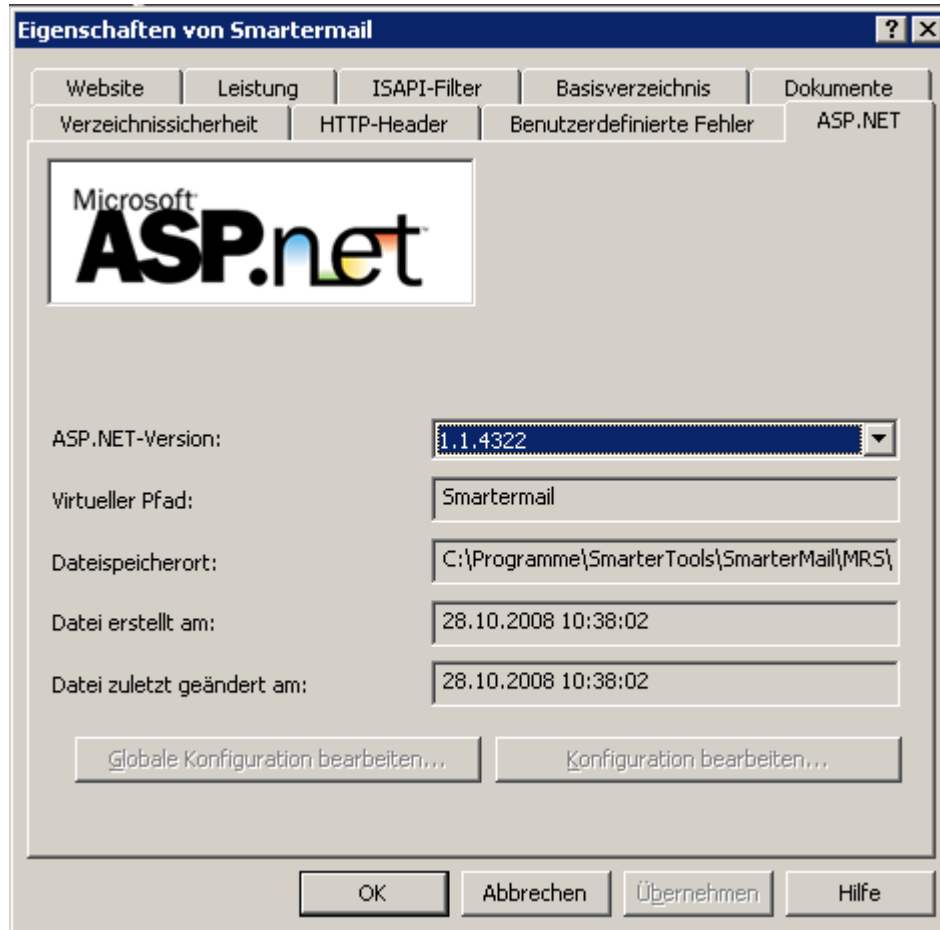 Eigenschaften von Smartermail
Website Leistung ISAPI-Filter Basisverzeichnis Dokumente
Verzeichnissicherheit HTTP-Header Benutzerdefinierte Fehler ASP.NET
Microsoft
ASP.net
ASP.NET-Version: 1.1.4322
Virtueller Pfad: Smartermail
Dateispeicherort: C:\Programme\SmarterTools\SmarterMail\MRS\
Datei erstellt am: 28.10.2008 10:38:02
Datei zuletzt geändert am: 28.10.2008 10:38:02
Globale Konfiguration bearbeiten... Konfiguration bearbeiten...
OK Abbrechen Übernehmen Hilfe